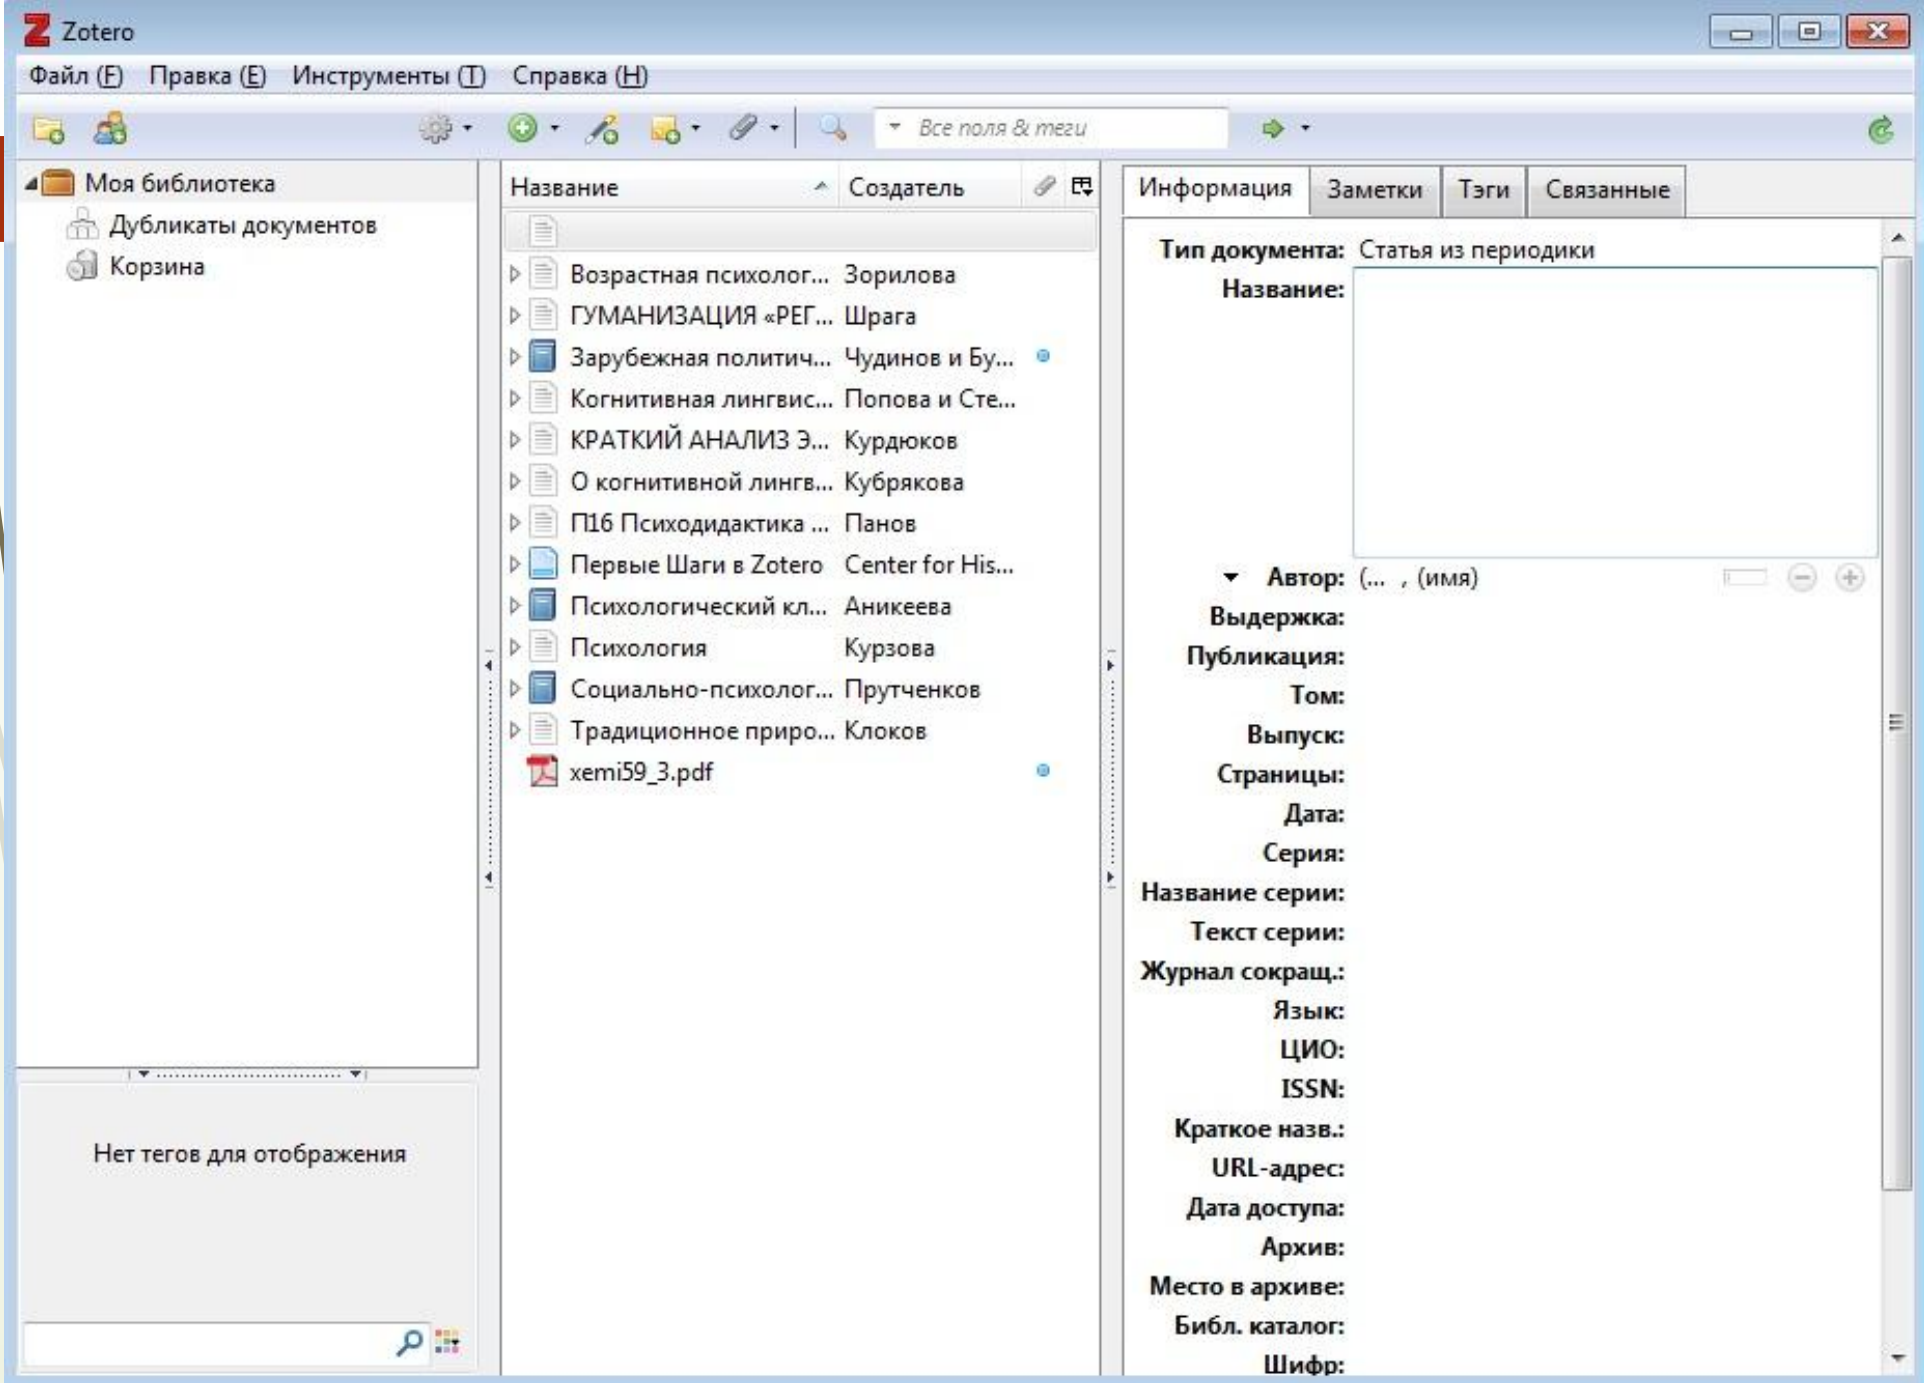 Zotero
Файл (F) Правка (E) Инструменты (T) Справка (H)
Все поля & теги
Моя библиотека
Дубликаты документов
Корзина
Нет тегов для отображения
Название Создатель
Возрастная психолог... Зорилова
ГУМАНИЗАЦИЯ «РЕГ... Шрага
Зарубежная политич... Чудинов и Бу...
Когнитивная лингвис... Попова и Сте...
КРАТКИЙ АНАЛИЗ Э... Курдюков
О когнитивной лингв... Кубрякова
П16 Психодидактика ... Панов
Первые Шаги в Zotero Center for His...
Психологический кл... Аникеева
Психология Курзова
Социально-психолог... Прутченков
Традиционное приро... Клоков
xemi59_3.pdf
Информация Заметки Тэги Связанные
Тип документа: Статья из периодики
Название:
Автор: (... , (имя)
Выдержка:
Публикация:
Том:
Выпуск:
Страницы:
Дата:
Серия:
Название серии:
Текст серии:
Журнал сокращ.:
Язык:
ЦИО:
ISSN:
Краткое назв.:
URL-адрес:
Дата доступа:
Архив:
Место в архиве:
Библ. каталог:
Шифр: